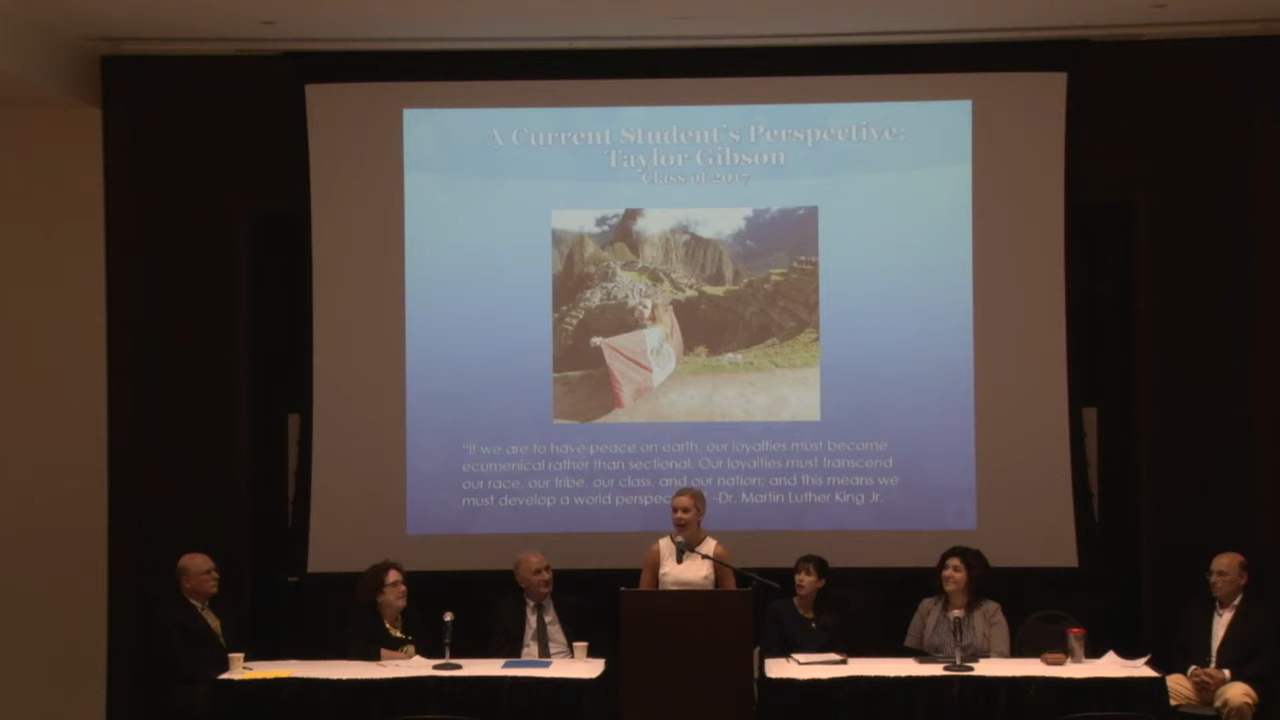 A Current Student's Perspective:
Taylor Gibson
Class of 2017
"If we are to have peace on earth, our loyalties must become
ecumenical rather than sectional. Our loyalties must transcend
our race, our tribe, our class, and our nation; and this means we
must develop a world –Dr. Martin Luther King Jr.